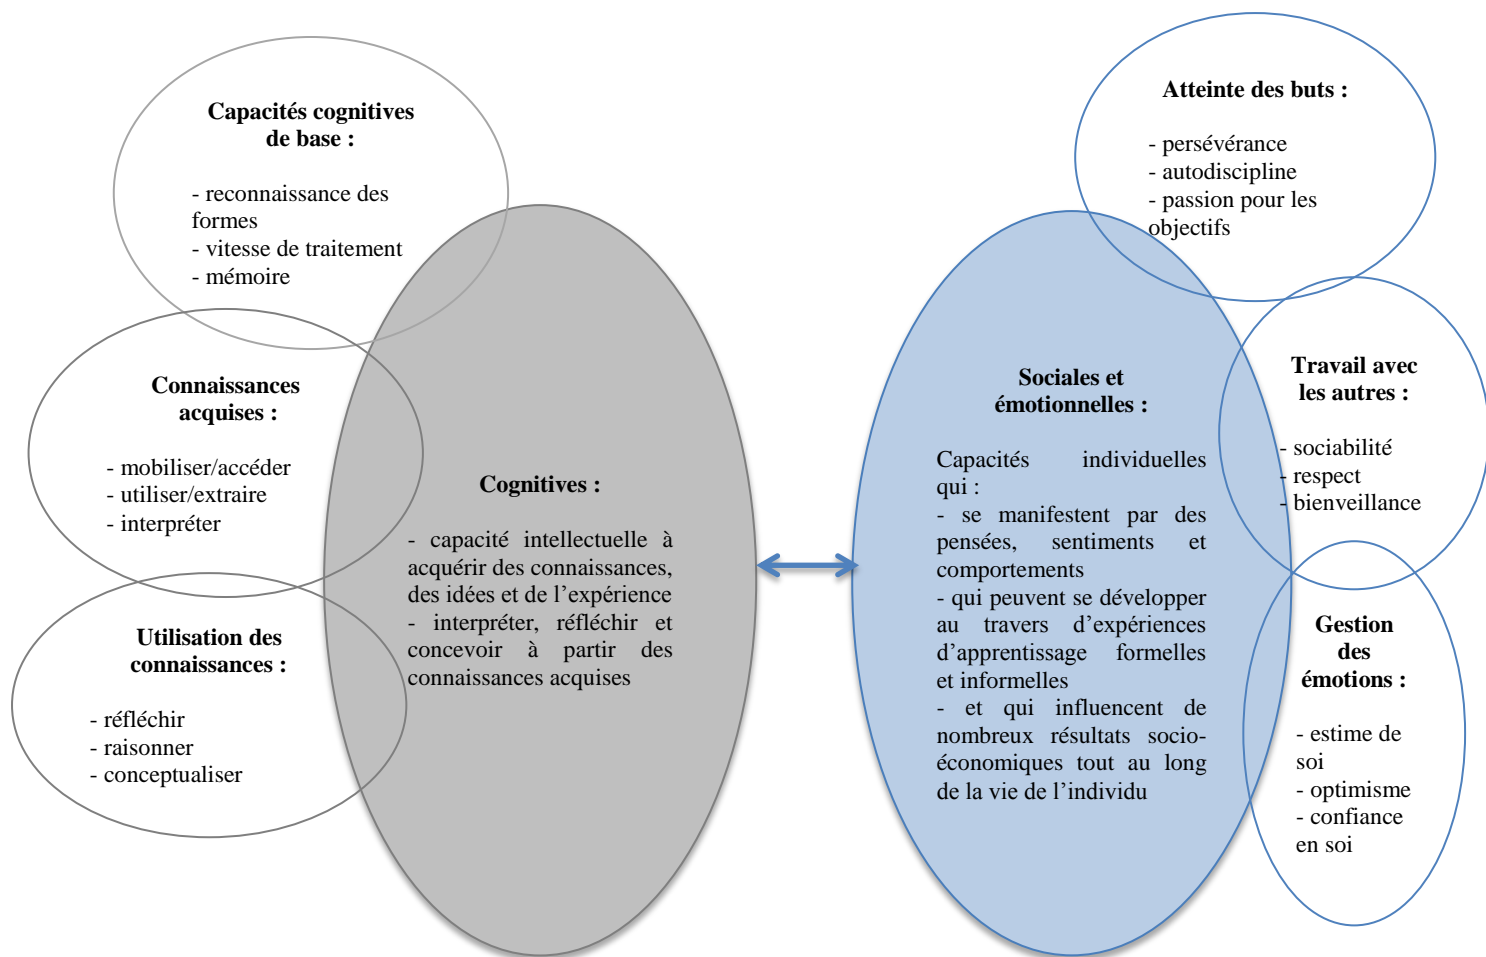 Capacités cognitives
de base :
- reconnaissance des
formes
- vitesse de traitement
- mémoire
Connaissances
acquises :
- mobiliser/accéder
- utiliser/extraire
- interpréter
Utilisation des
connaissances :
- réfléchir
- raisonner
- conceptualiser
Cognitives :
- capacité intellectuelle à
acquérir des connaissances,
des idées et de l’expérience
- interpréter, réfléchir et
concevoir à partir des
connaissances acquises
Sociales et
émotionnelles :
Capacités individuelles
qui :
- se manifestent par des
pensées, sentiments et
comportements
- qui peuvent se développer
au travers d’expériences
d’apprentissage formelles
et informelles
- et qui influencent de
nombreux résultats socio-
économiques tout au long
de la vie de l’individu
Atteinte des buts :
- persévérance
- autodiscipline
- passion pour les
objectifs
Travail avec
les autres :
- sociabilité
- respect
- bienveillance
Gestion
des
émotions :
- estime de
soi
- optimisme
- confiance
en soi